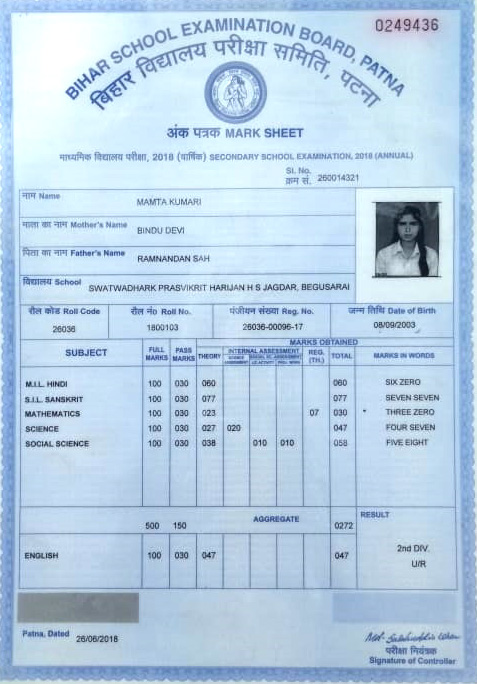 0249436
BIHAR SCHOOL EXAMINATION BOARD, PATNA
बिहार विद्यालय परीक्षा समिति, पटना
अंक पत्रक MARK SHEET
माध्यमिक विद्यालय परीक्षा, 2018 (वार्षिक) SECONDARY SCHOOL EXAMINATION, 2018 (ANNUAL)
Sl. No.
क्रम सं. 260014321
नाम Name MAMTA KUMARI
माता का नाम Mother's Name BINDU DEVI
पिता का नाम Father's Name RAMNANDAN SAH
विद्यालय School SWATWADHARK PRASVIKRIT HARIJAN H S JAGDAR, BEGUSARAI
रौल कोड Roll Code रौल नं० Roll No. पंजीयन संख्या Reg. No. जन्म तिथि Date of Birth
26036 1800103 26036-00096-17 08/09/2003
MARKS OBTAINED
SUBJECT FULL MARKS PASS MARKS THEORY INTERNAL ASSESSMENT REG. (TH.) TOTAL MARKS IN WORDS
M.I.L. HINDI 100 030 060 060 SIX ZERO
S.I.L. SANSKRIT 100 030 077 077 SEVEN SEVEN
MATHEMATICS 100 030 023 07 030 * THREE ZERO
SCIENCE 100 030 027 020 047 FOUR SEVEN
SOCIAL SCIENCE 100 030 038 010 010 058 FIVE EIGHT
500 150 AGGREGATE 0272 RESULT
ENGLISH 100 030 047 047 2nd DIV.
U/R
Patna, Dated 26/06/2018
परीक्षा नियंत्रक
Signature of Controller